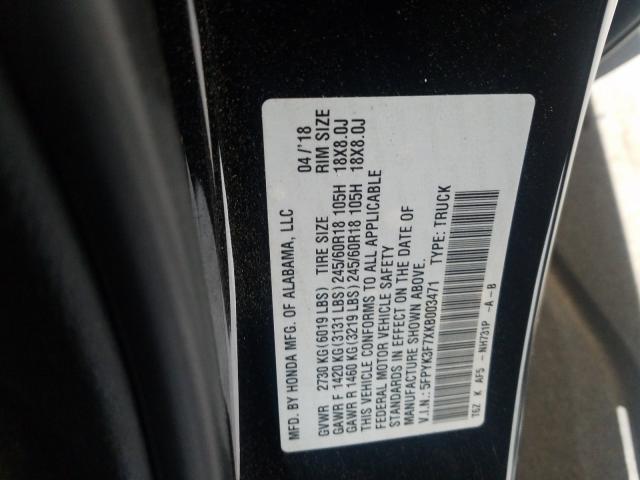 MFD. BY HONDA MFG. OF ALABAMA, LLC 04/'18
GVWR 2730 KG(6019 LBS) TIRE SIZE RIM SIZE
GAWR F 1420 KG(3131 LBS)245/60R18 105H 18X8.0J
GAWR R 1460 KG(3219 LBS)245/60R18 105H 18X8.0J
THIS VEHICLE CONFORMS TO ALL APPLICABLE
FEDERAL MOTOR VEHICLE SAFETY
STANDARDS IN EFFECT ON THE DATE OF
MANUFACTURE SHOWN ABOVE.
V.I.N.: 5FPYK3F7XKB003471 TYPE: TRUCK
T6Z K AF5 -NH731P -A -B